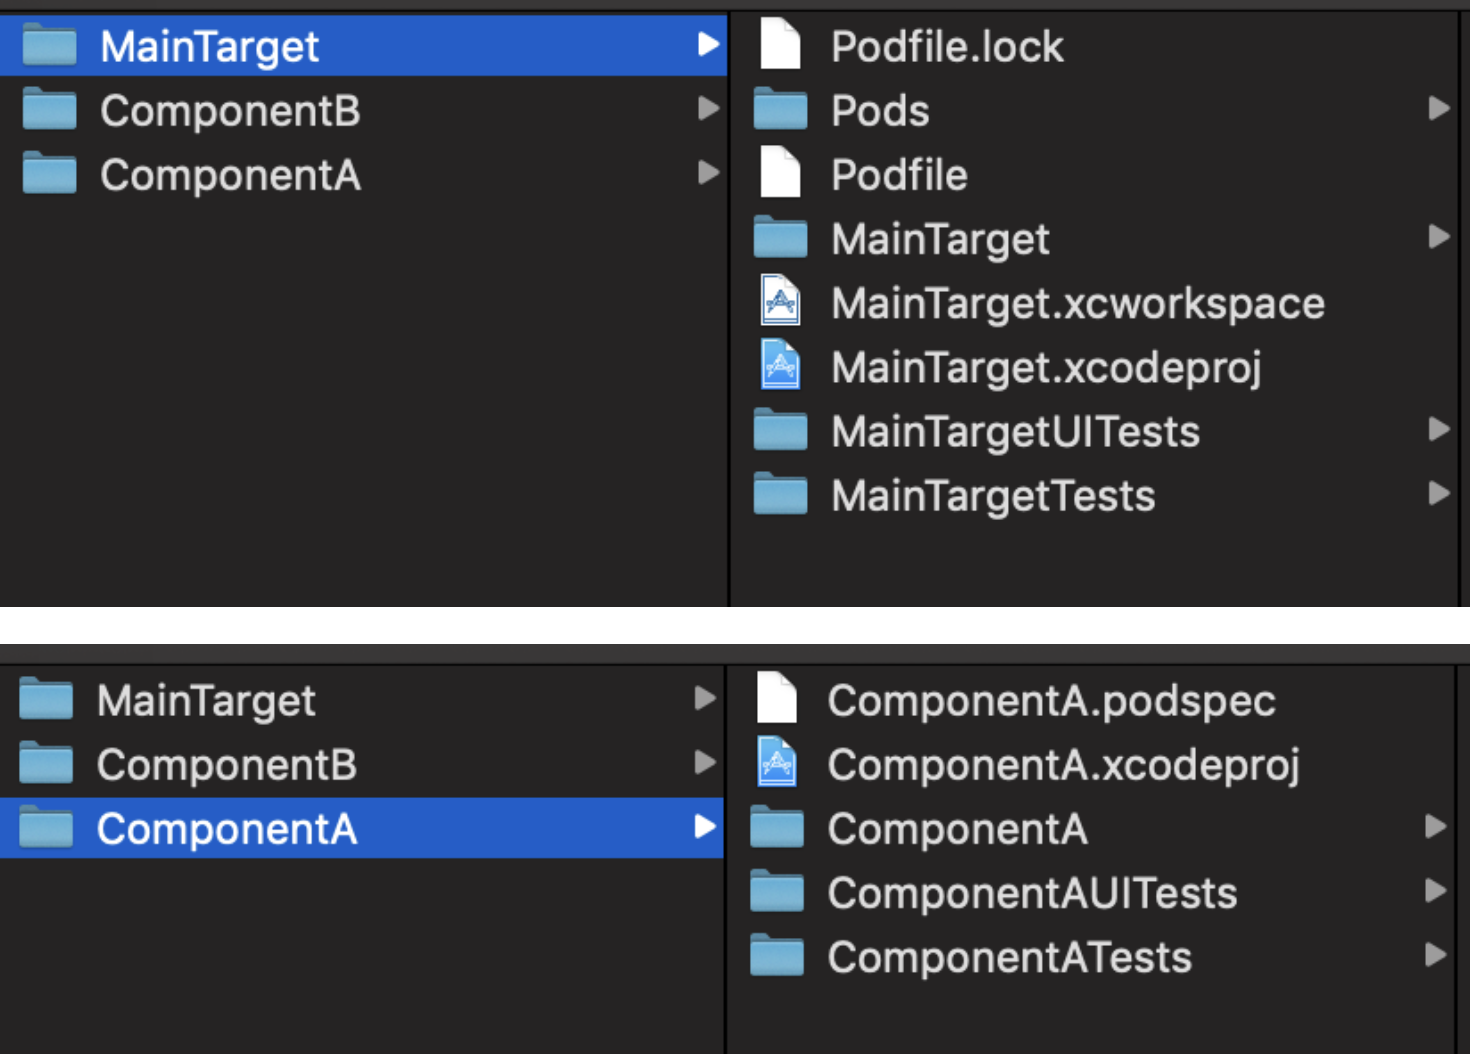 MainTarget
ComponentB
ComponentA
Podfile.lock
Pods
Podfile
MainTarget
MainTarget.xcworkspace
MainTarget.xcodeproj
MainTargetUITests
MainTargetTests
MainTarget
ComponentB
ComponentA
ComponentA.podspec
ComponentA.xcodeproj
ComponentA
ComponentAUITests
ComponentATests